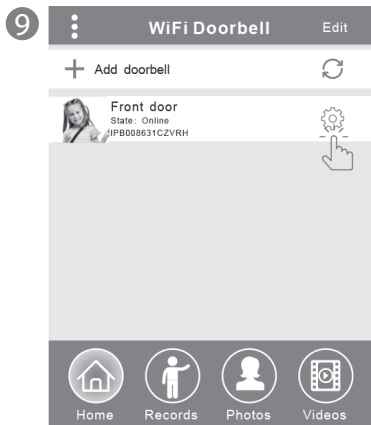 9
WiFi Doorbell Edit
Add doorbell
Front door
State: Online
IPB008631CZVRH
Home Records Photos Videos